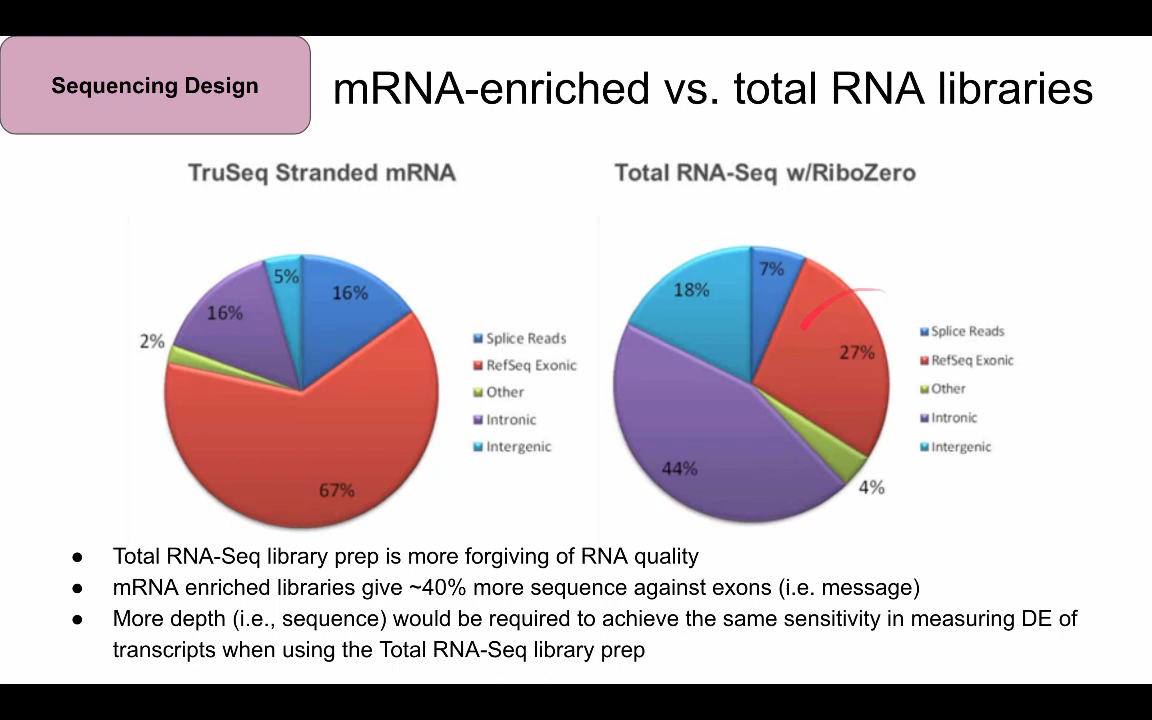 Sequencing Design
mRNA-enriched vs. total RNA libraries
TruSeq Stranded mRNA
5%
16%
16%
2%
67%
Splice Reads
RefSeq Exonic
Other
Intronic
Intergenic
Total RNA-Seq w/RiboZero
7%
18%
27%
44%
4%
Splice Reads
RefSeq Exonic
Other
Intronic
Intergenic
● Total RNA-Seq library prep is more forgiving of RNA quality
● mRNA enriched libraries give ~40% more sequence against exons (i.e. message)
● More depth (i.e., sequence) would be required to achieve the same sensitivity in measuring DE of
transcripts when using the Total RNA-Seq library prep